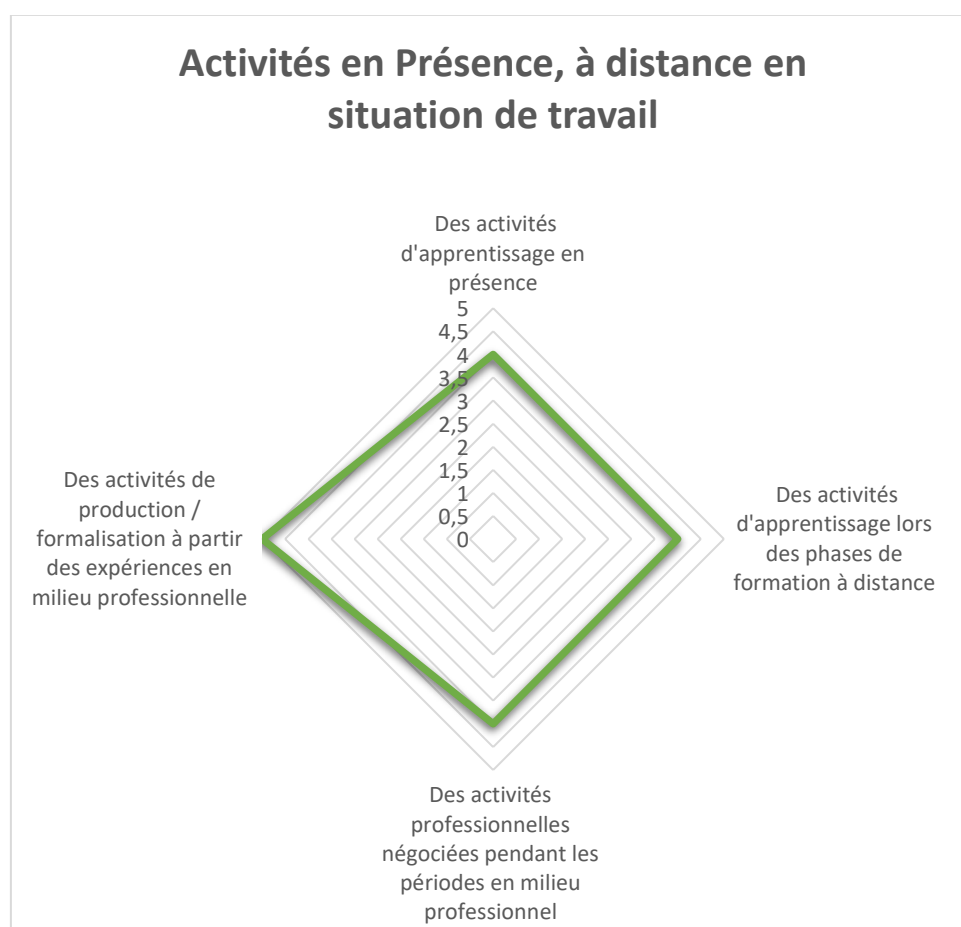 Activités en Présence, à distance en
situation de travail
Des activités
d'apprentissage en
présence
5
4,5
4
3,5
3
2,5
2
1,5
1
0,5
0
Des activités
d'apprentissage lors
des phases de
formation à distance
Des activités
professionnelles
négociées pendant les
périodes en milieu
professionnel
Des activités de
production /
formalisation à partir
des expériences en
milieu professionnelle